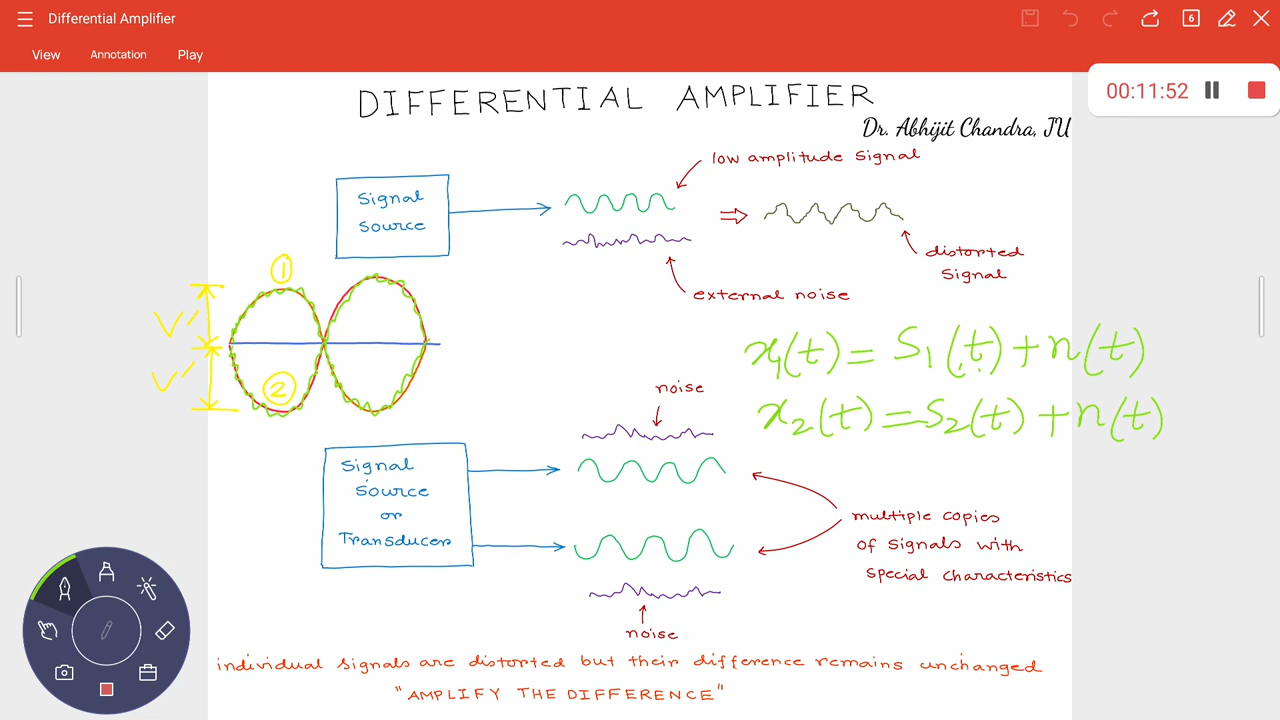 Differential Amplifier
6
View Annotation Play
00:11:52
DIFFERENTIAL AMPLIFIER
Dr. Abhijit Chandra, JU
low amplitude signal
Signal
Source
distorted
Signal
external noise
1
V'
V'
2
x1(t) = S1(t) + n(t)
x2(t) = S2(t) + n(t)
noise
Signal
Source
or
Transducer
multiple copies
of signals with
special characteristics
noise
individual signals are distorted but their difference remains unchanged
"AMPLIFY THE DIFFERENCE"